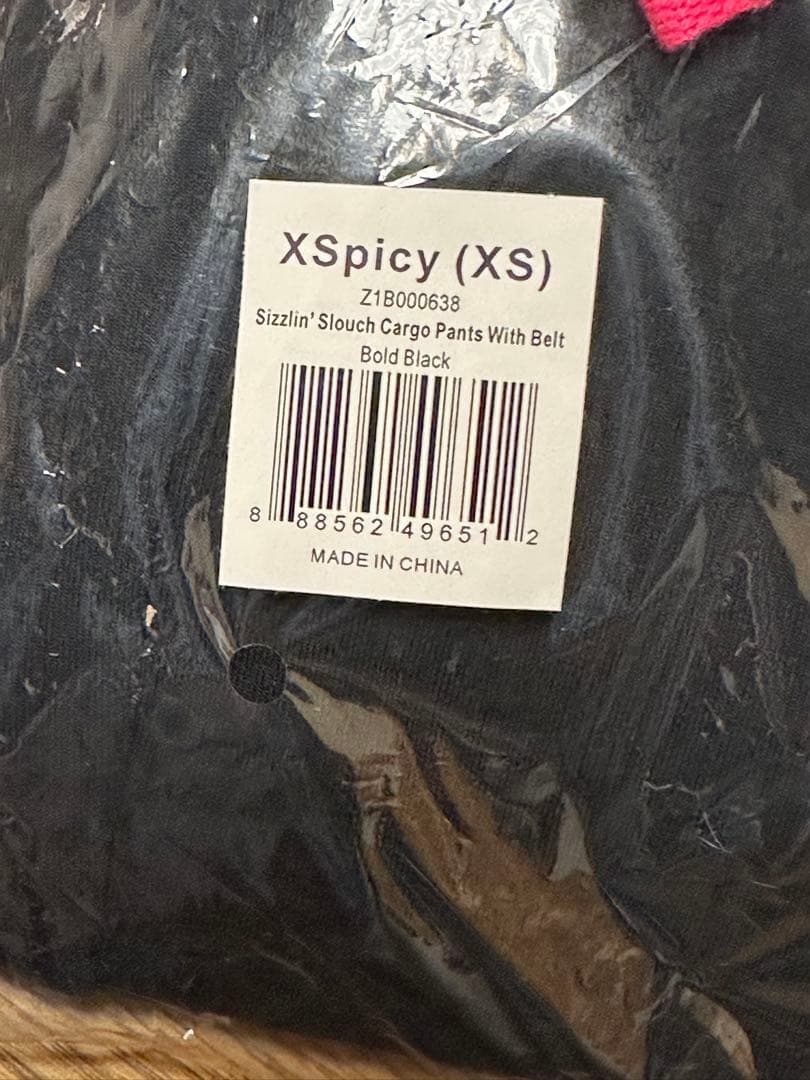 XSpicy (XS)
Z1B000638
Sizzlin' Slouch Cargo Pants With Belt
Bold Black
8 88562 49651 2
MADE IN CHINA